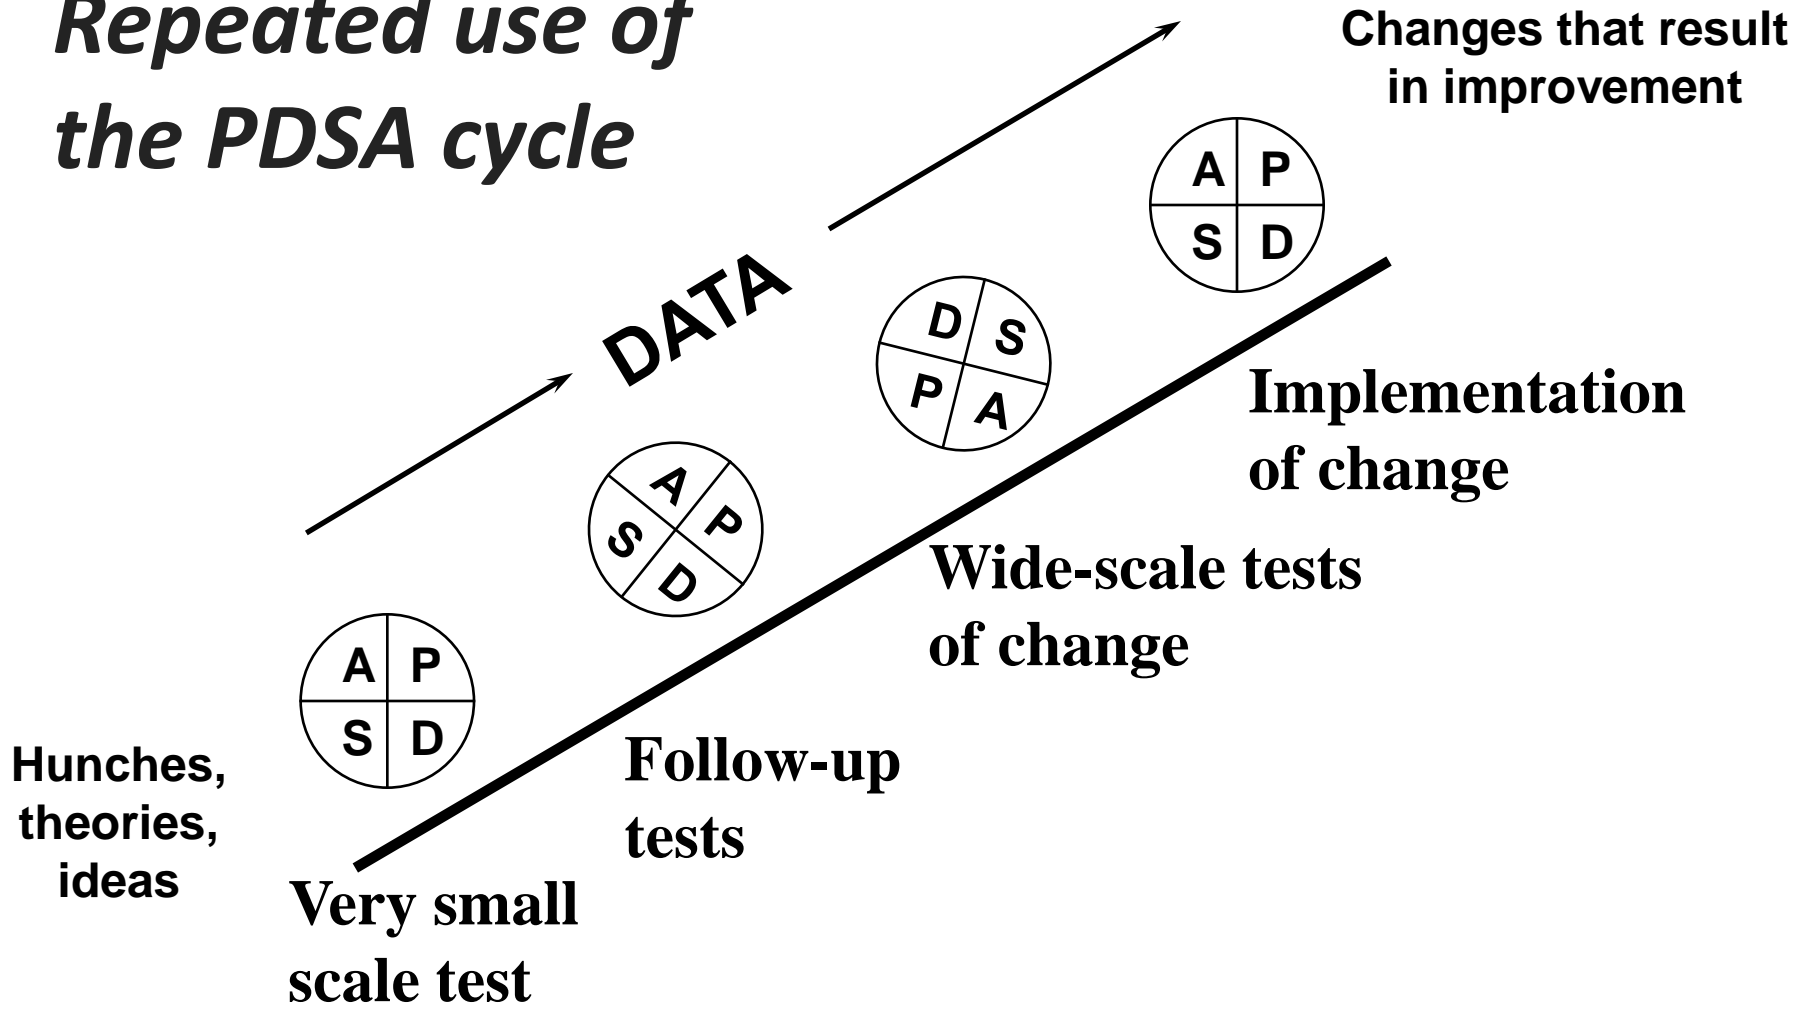 Repeated use of
the PDSA cycle
Changes that result
in improvement
A P
S D
DATA
D S
P A
Implementation
of change
A P
S D
Wide-scale tests
of change
A P
S D
Follow-up
tests
Hunches,
theories,
ideas
Very small
scale test